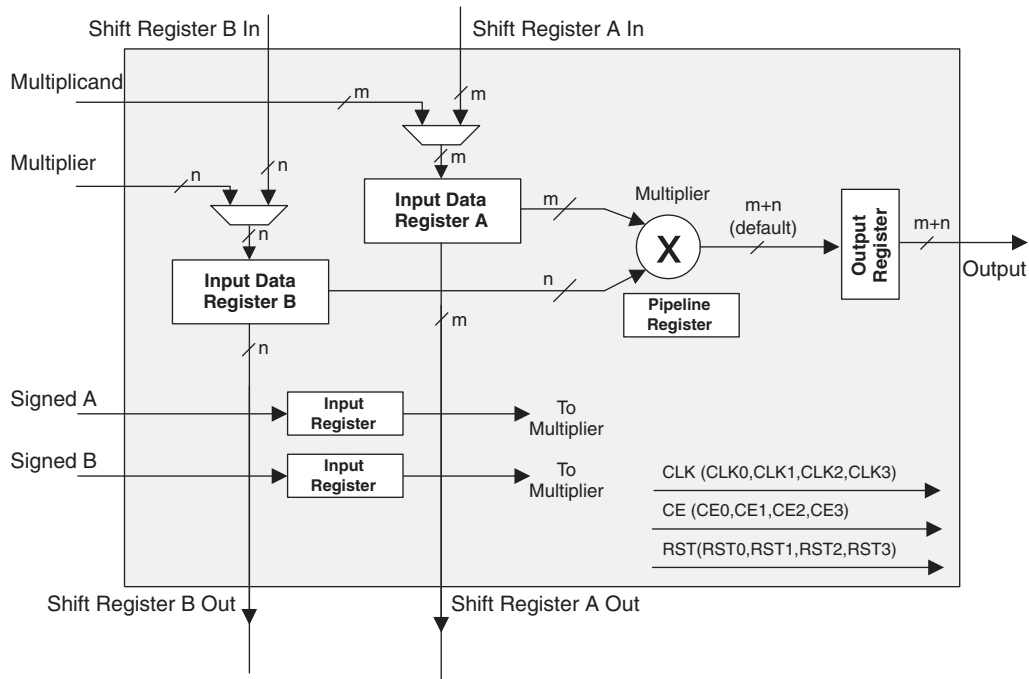 Shift Register B In
Shift Register A In
Multiplicand
m
m
Multiplier
n
n
m
Input Data
Register A
m
Multiplier
X
m+n
(default)
Output
Register
m+n
Output
n
Input Data
Register B
n
Pipeline
Register
m
n
Signed A
Input
Register
To
Multiplier
Signed B
Input
Register
To
Multiplier
CLK (CLK0,CLK1,CLK2,CLK3)
CE (CE0,CE1,CE2,CE3)
RST(RST0,RST1,RST2,RST3)
Shift Register B Out
Shift Register A Out